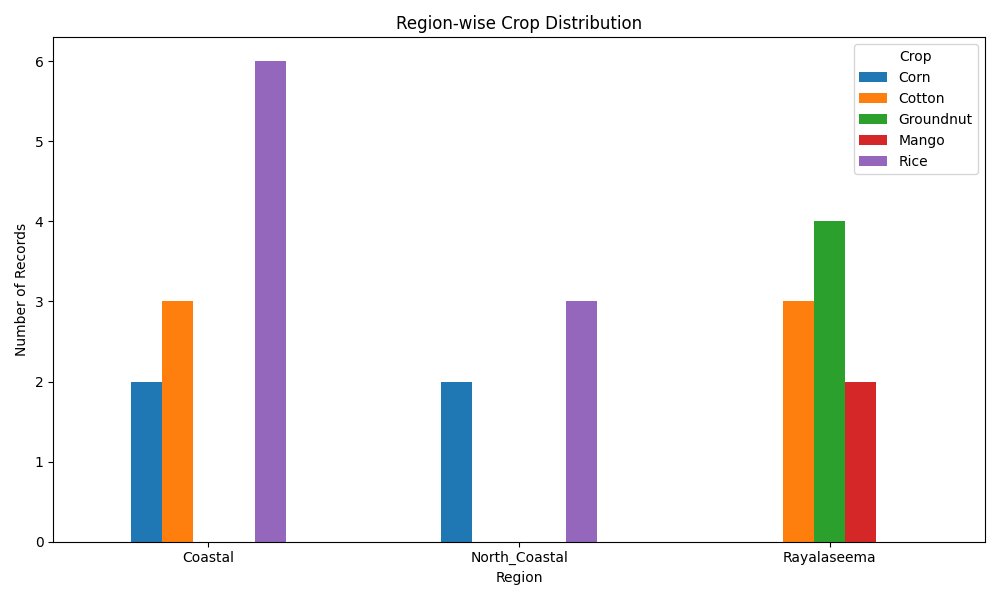 Region-wise Crop Distribution
Number of Records
6
5
4
3
2
1
0
Crop
Corn
Cotton
Groundnut
Mango
Rice
Coastal
North_Coastal
Rayalaseema
Region